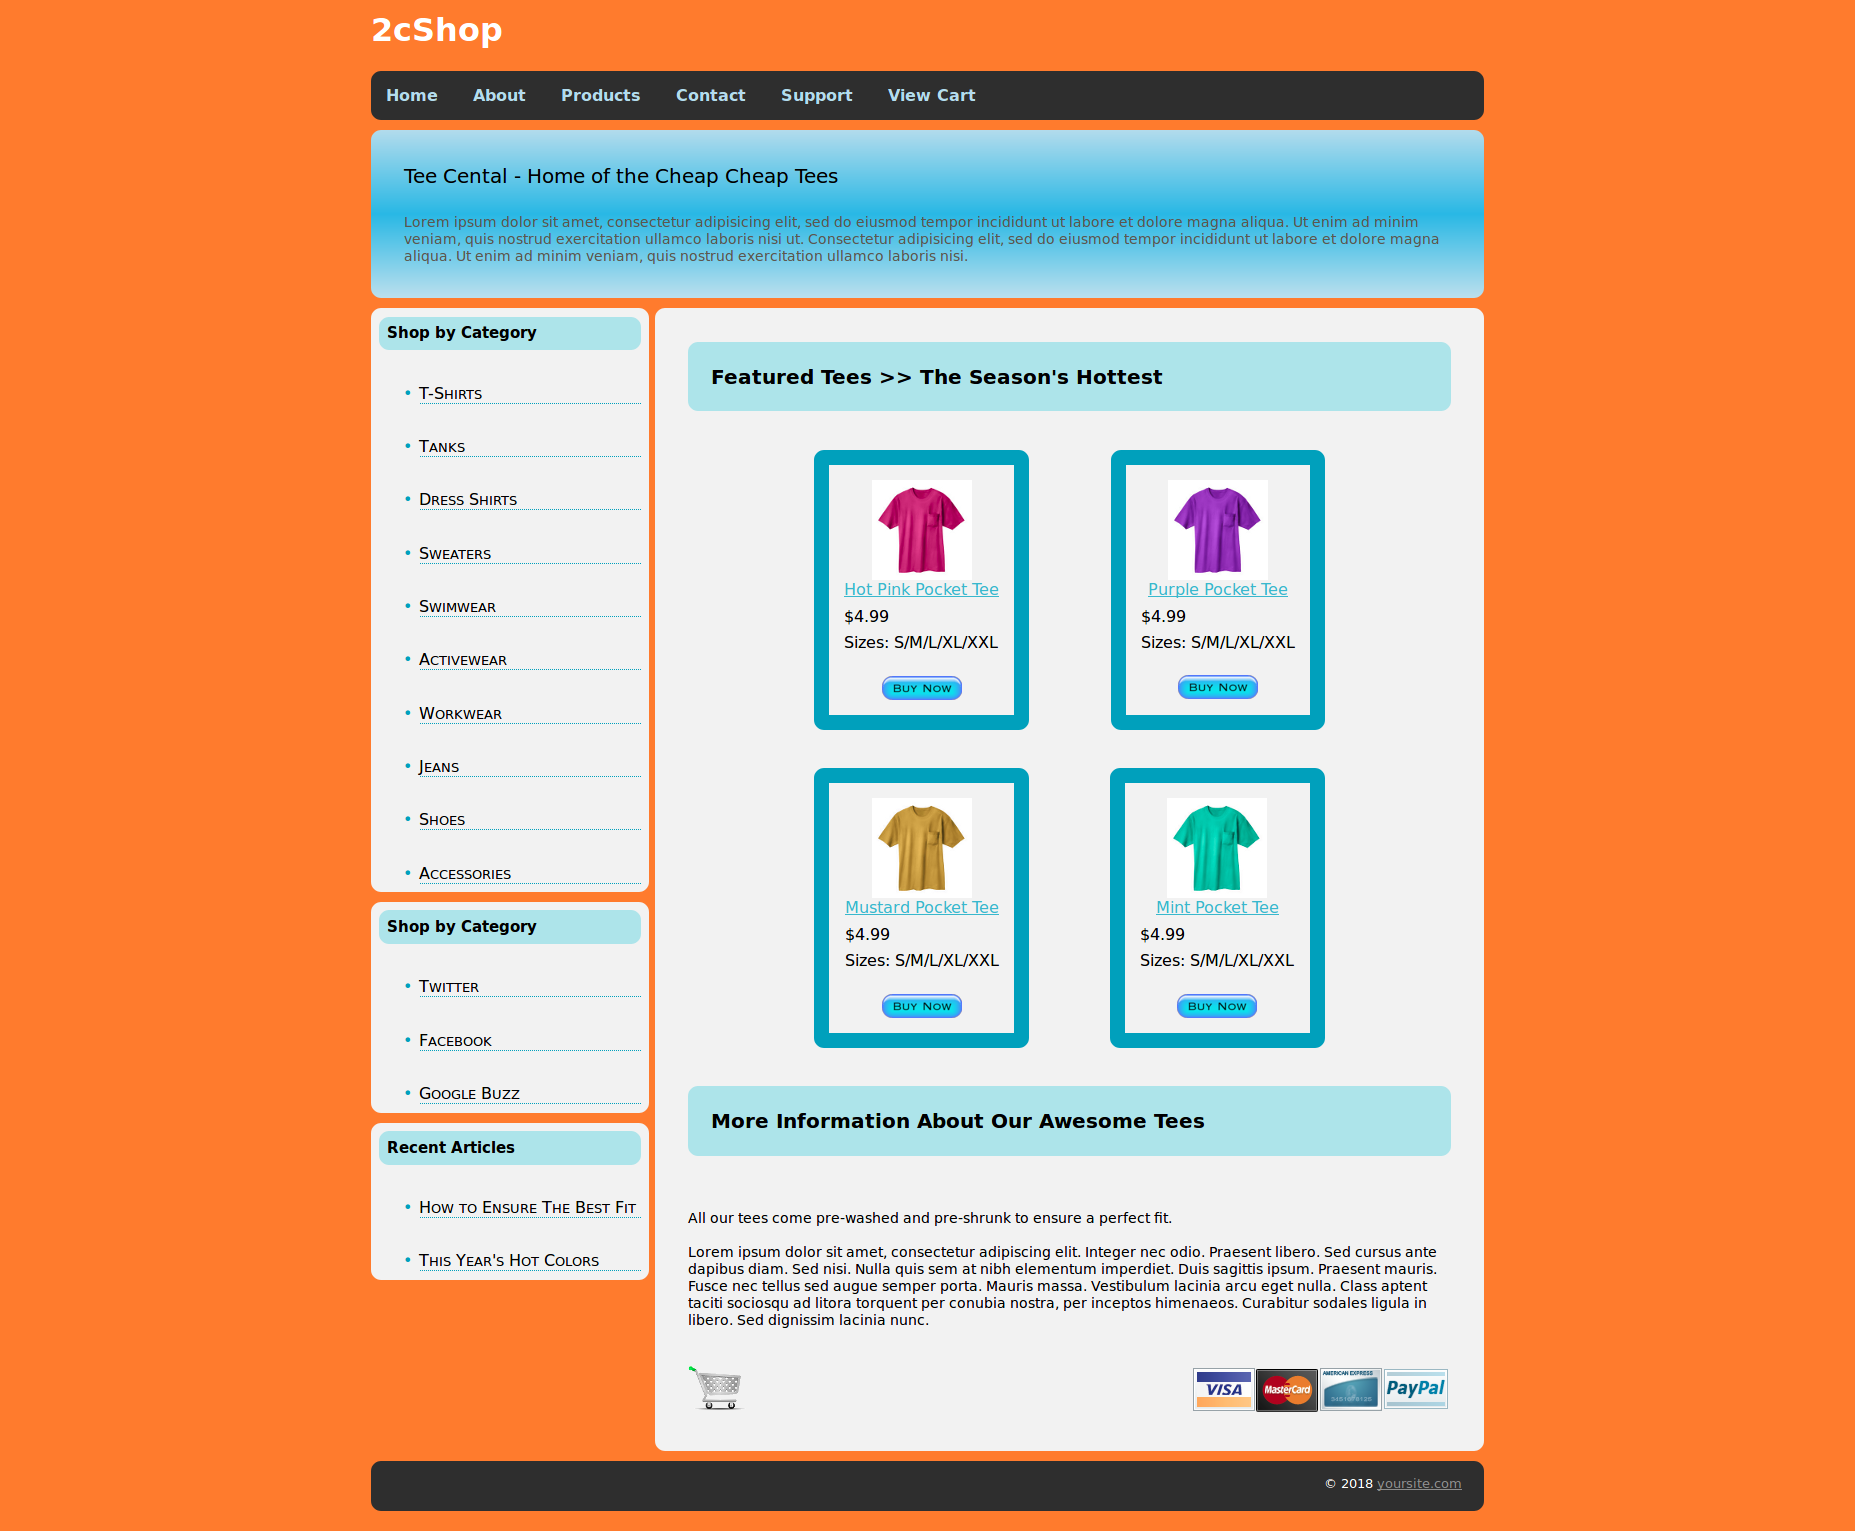 2cShop
Home About Products Contact Support View Cart
Tee Cental - Home of the Cheap Cheap Tees
Lorem ipsum dolor sit amet, consectetur adipisicing elit, sed do eiusmod tempor incididunt ut labore et dolore magna aliqua. Ut enim ad minim
veniam, quis nostrud exercitation ullamco laboris nisi ut. Consectetur adipisicing elit, sed do eiusmod tempor incididunt ut labore et dolore magna
aliqua. Ut enim ad minim veniam, quis nostrud exercitation ullamco laboris nisi.
Shop by Category
• T-Shirts
• Tanks
• Dress Shirts
• Sweaters
• Swimwear
• Activewear
• Workwear
• Jeans
• Shoes
• Accessories
Shop by Category
• Twitter
• Facebook
• Google Buzz
Recent Articles
• How to Ensure The Best Fit
• This Year's Hot Colors
Featured Tees >> The Season's Hottest
Hot Pink Pocket Tee
$4.99
Sizes: S/M/L/XL/XXL
Buy Now
Purple Pocket Tee
$4.99
Sizes: S/M/L/XL/XXL
Buy Now
Mustard Pocket Tee
$4.99
Sizes: S/M/L/XL/XXL
Buy Now
Mint Pocket Tee
$4.99
Sizes: S/M/L/XL/XXL
Buy Now
More Information About Our Awesome Tees
All our tees come pre-washed and pre-shrunk to ensure a perfect fit.
Lorem ipsum dolor sit amet, consectetur adipiscing elit. Integer nec odio. Praesent libero. Sed cursus ante
dapibus diam. Sed nisi. Nulla quis sem at nibh elementum imperdiet. Duis sagittis ipsum. Praesent mauris.
Fusce nec tellus sed augue semper porta. Mauris massa. Vestibulum lacinia arcu eget nulla. Class aptent
taciti sociosqu ad litora torquent per conubia nostra, per inceptos himenaeos. Curabitur sodales ligula in
libero. Sed dignissim lacinia nunc.
VISA
MasterCard
AMERICAN EXPRESS
PayPal
© 2018 yoursite.com